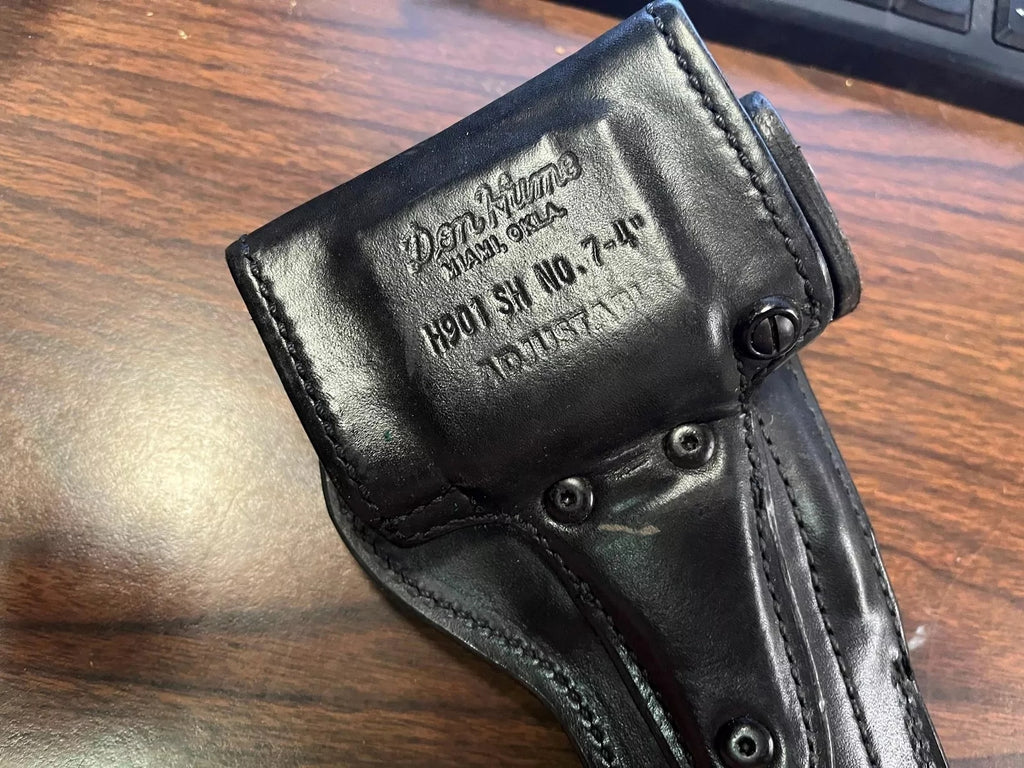 Don Hume
MIAMI, OKLA.
H901 SH NO. 7-4"